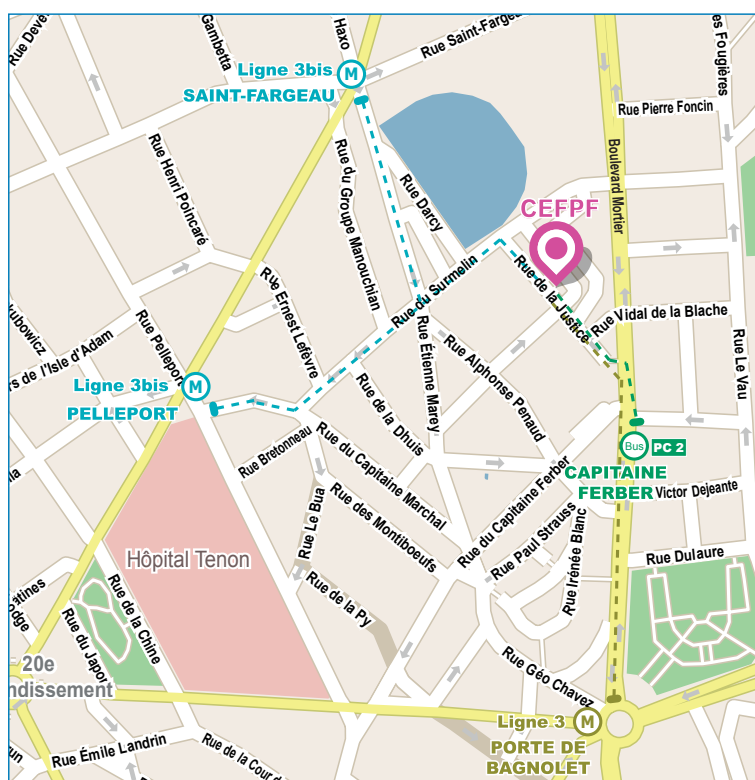 Gambetta
Haxo
Rue Saint-Farge
Ligne 3bis
M
SAINT-FARGEAU
Rue Pierre Foncin
Boulevard Mortier
Rue Henri Poincaré
Rue du Groupe Manouchian
Rue Darcy
CEFPF
Rue de la Justice
Rue du Surmelin
Rue Ernest Lefèvre
Rue Vidal de la Blache
Rue Le Vau
Rue Pelleport
Rue Étienne Marey
Rue Alphonse Penaud
Ligne 3bis
M
PELLEPORT
Rue de la Dhuis
Rue Bretonneau
Rue du Capitaine Marchal
Bus
PC 2
CAPITAINE
FERBER
Rue du Capitaine Ferber
Victor Dejeante
Rue Le Bua
Rue des Montiboeufs
Rue Paul Strauss
Rue Irénée Blanc
Rue Dulaure
Hôpital Tenon
Rue de la Chine
Rue de la Py
Rue du Japon
20e
ndissement
Rue Géo Chavez
Ligne 3
M
PORTE DE
BAGNOLET
Rue Émile Landrin
Rue de la Cour d
s de l'Isle d'Adam
es Fougères